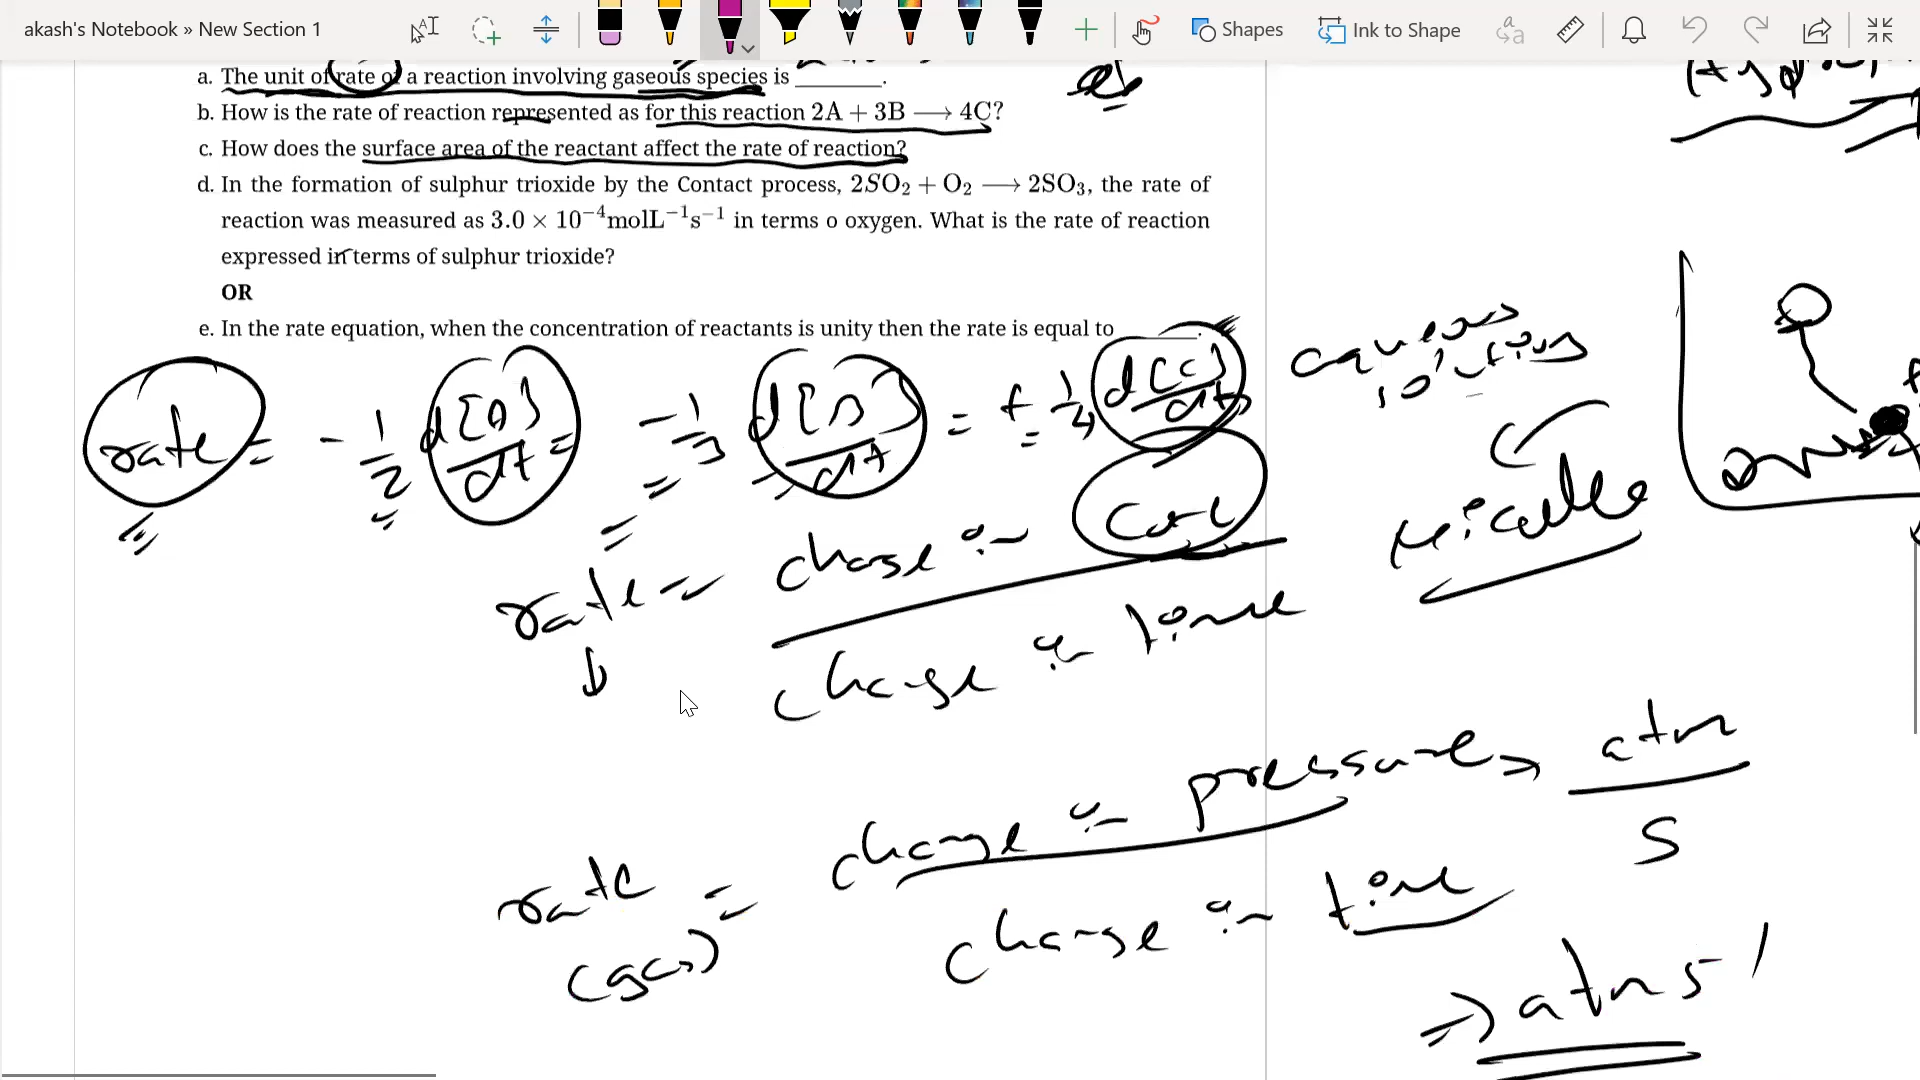 akash's Notebook » New Section 1
Shapes
Ink to Shape
a. The unit of rate of a reaction involving gaseous species is ________.
b. How is the rate of reaction represented as for this reaction 2A + 3B ⟶ 4C?
c. How does the surface area of the reactant affect the rate of reaction?
d. In the formation of sulphur trioxide by the Contact process, 2SO₂ + O₂ ⟶ 2SO₃, the rate of
reaction was measured as 3.0 × 10⁻⁴molL⁻¹s⁻¹ in terms o oxygen. What is the rate of reaction
expressed in terms of sulphur trioxide?
OR
e. In the rate equation, when the concentration of reactants is unity then the rate is equal to ________.
rate = - 1/2 d[A]/dt = - 1/3 d[B]/dt = + 1/4 d[C]/dt
aqueous
micelle
rate = change in conc
change in time
rate (gas) = change in pressure ⇒ atm/s
change in time
⇒ atm s⁻¹